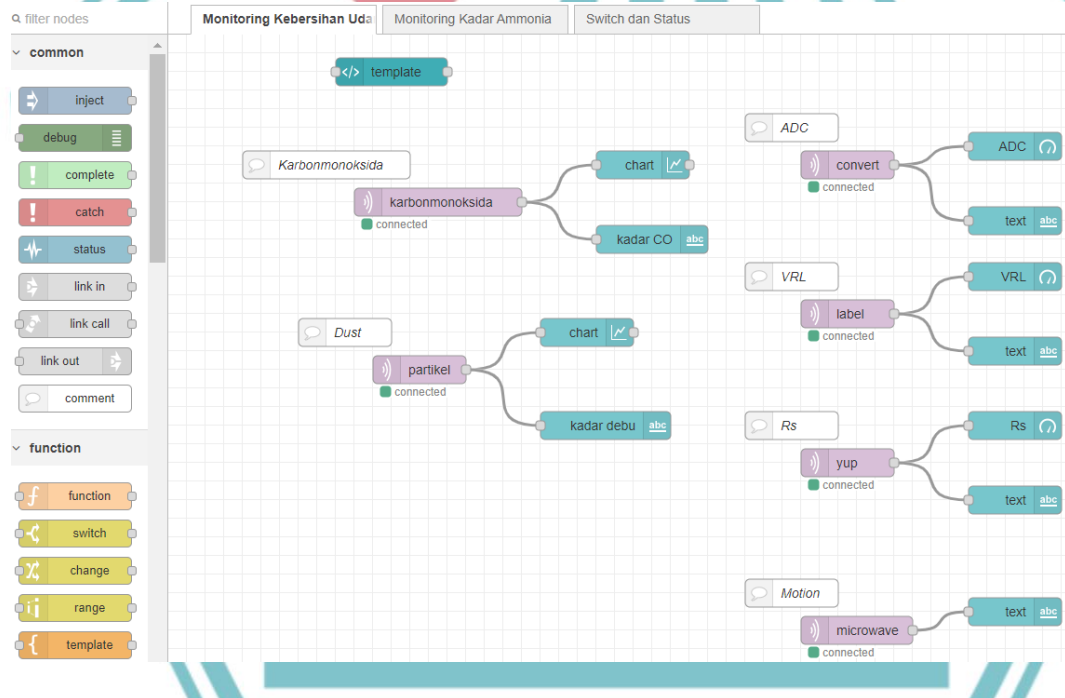 filter nodes
Monitoring Kebersihan Uda
Monitoring Kadar Ammonia
Switch dan Status
common
inject
debug
complete
catch
status
link in
link call
link out
comment
function
function
switch
change
range
template
template
Karbonmonoksida
karbonmonoksida
connected
chart
kadar CO
abc
Dust
partikel
connected
chart
kadar debu
abc
ADC
convert
connected
ADC
text
abc
VRL
label
connected
VRL
text
abc
Rs
yup
connected
Rs
text
abc
Motion
microwave
connected
text
abc